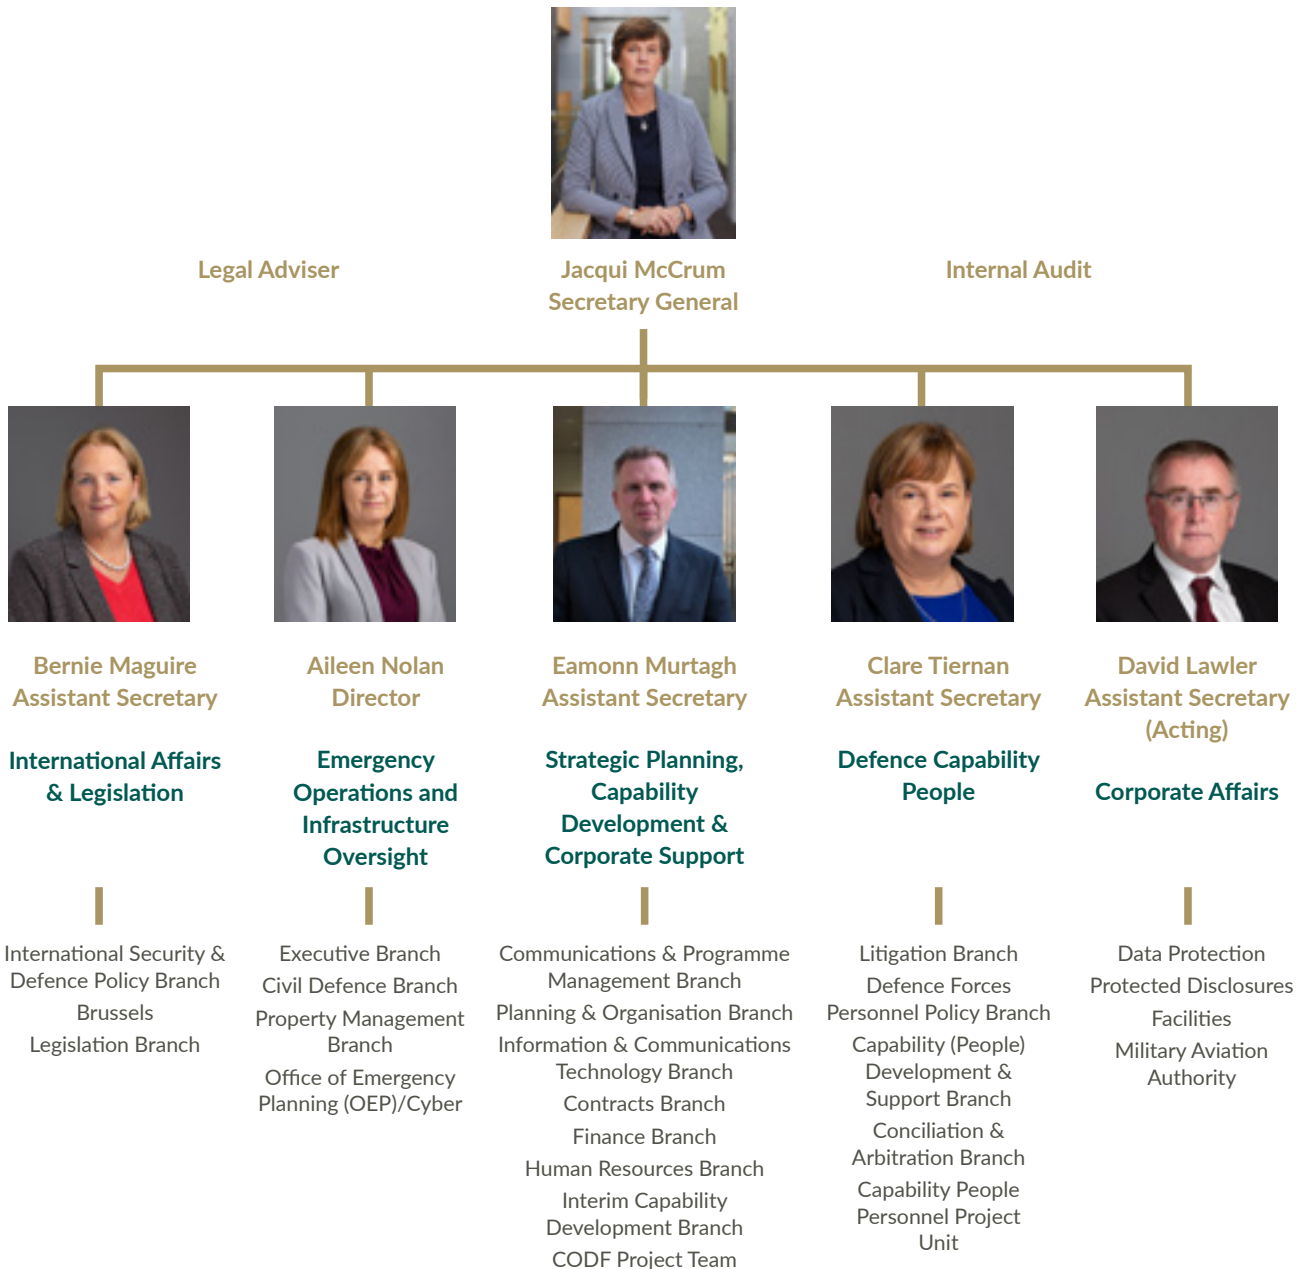 Legal Adviser
Jacqui McCrum
Secretary General
Internal Audit
Bernie Maguire
Assistant Secretary
International Affairs
& Legislation
International Security &
Defence Policy Branch
Brussels
Legislation Branch
Aileen Nolan
Director
Emergency
Operations and
Infrastructure
Oversight
Executive Branch
Civil Defence Branch
Property Management
Branch
Office of Emergency
Planning (OEP)/Cyber
Eamonn Murtagh
Assistant Secretary
Strategic Planning,
Capability
Development &
Corporate Support
Communications & Programme
Management Branch
Planning & Organisation Branch
Information & Communications
Technology Branch
Contracts Branch
Finance Branch
Human Resources Branch
Interim Capability
Development Branch
CODF Project Team
Clare Tiernan
Assistant Secretary
Defence Capability
People
Litigation Branch
Defence Forces
Personnel Policy Branch
Capability (People)
Development &
Support Branch
Conciliation &
Arbitration Branch
Capability People
Personnel Project
Unit
David Lawler
Assistant Secretary
(Acting)
Corporate Affairs
Data Protection
Protected Disclosures
Facilities
Military Aviation
Authority